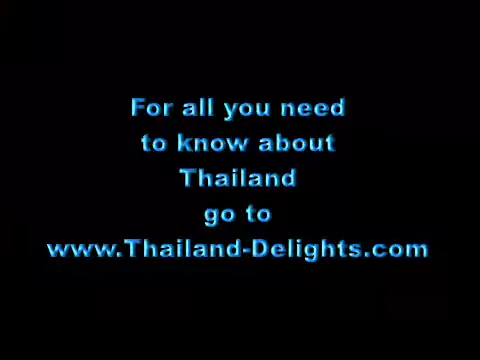 For all you need
to know about
Thailand
go to
www.Thailand-Delights.com